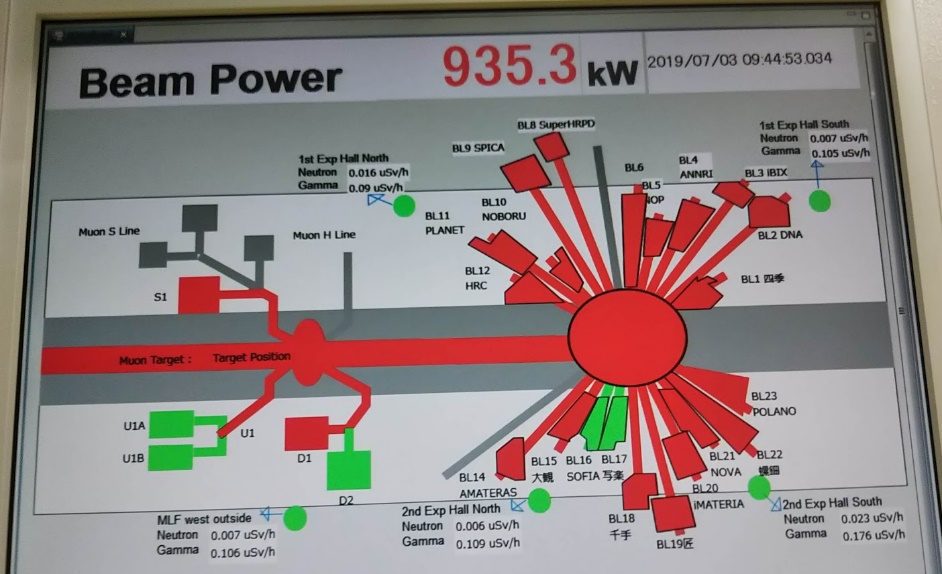 Beam Power
935.3 kW
2019/07/03 09:44:53.034
1st Exp Hall North
Neutron 0.016 uSv/h
Gamma 0.09 uSv/h
BL9 SPICA
BL8 SuperHRPD
BL6
BL5
NOP
BL4
ANNRI
BL3 iBIX
1st Exp Hall South
Neutron 0.007 uSv/h
Gamma 0.105 uSv/h
BL2 DNA
BL1 四季
BL10
NOBORU
BL11
PLANET
BL12
HRC
Muon S Line
Muon H Line
S1
Muon Target : Target Position
U1A
U1B
U1
D1
D2
BL14
AMATERAS
BL15
大観
BL16
SOFIA
BL17
写楽
BL18
千手
BL19匠
BL20
iMATERIA
BL21
NOVA
BL22
BL23
POLANO
MLF west outside
Neutron 0.007 uSv/h
Gamma 0.106 uSv/h
2nd Exp Hall North
Neutron 0.006 uSv/h
Gamma 0.109 uSv/h
2nd Exp Hall South
Neutron 0.023 uSv/h
Gamma 0.176 uSv/h